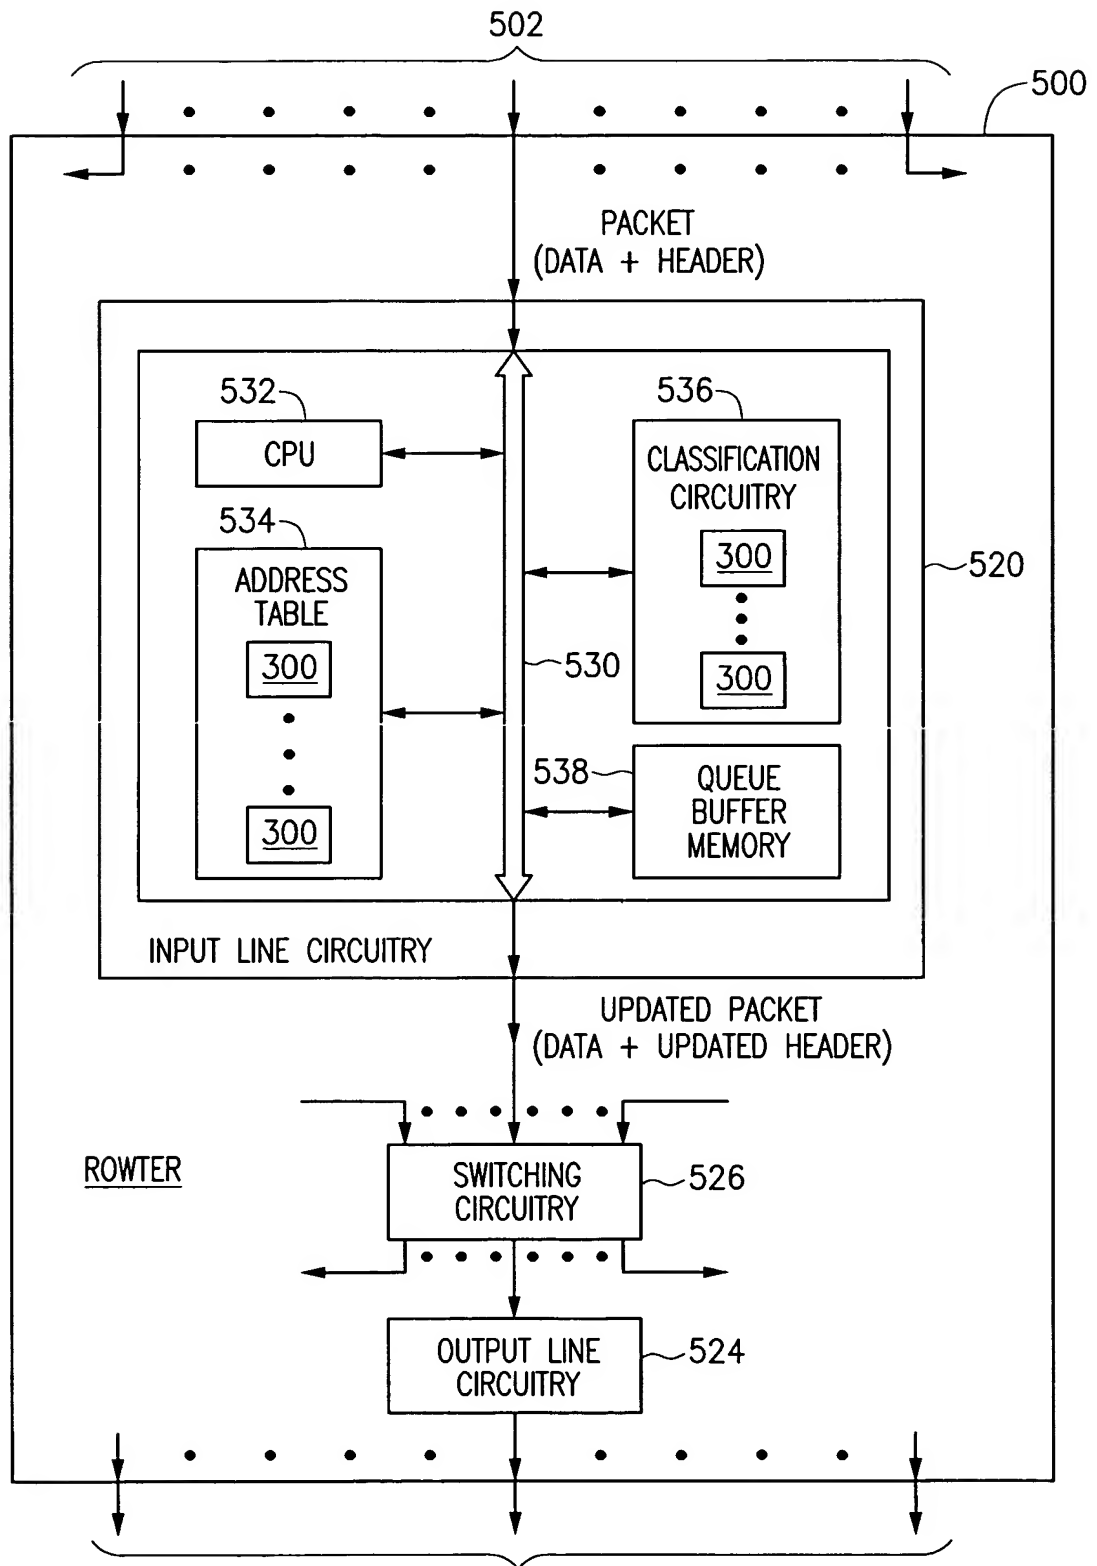 502
500
PACKET
(DATA + HEADER)
532
CPU
536
CLASSIFICATION
CIRCUITRY
300
300
534
ADDRESS
TABLE
300
300
520
530
538
QUEUE
BUFFER
MEMORY
INPUT LINE CIRCUITRY
UPDATED PACKET
(DATA + UPDATED HEADER)
ROWTER
SWITCHING
CIRCUITRY
526
OUTPUT LINE
CIRCUITRY
524